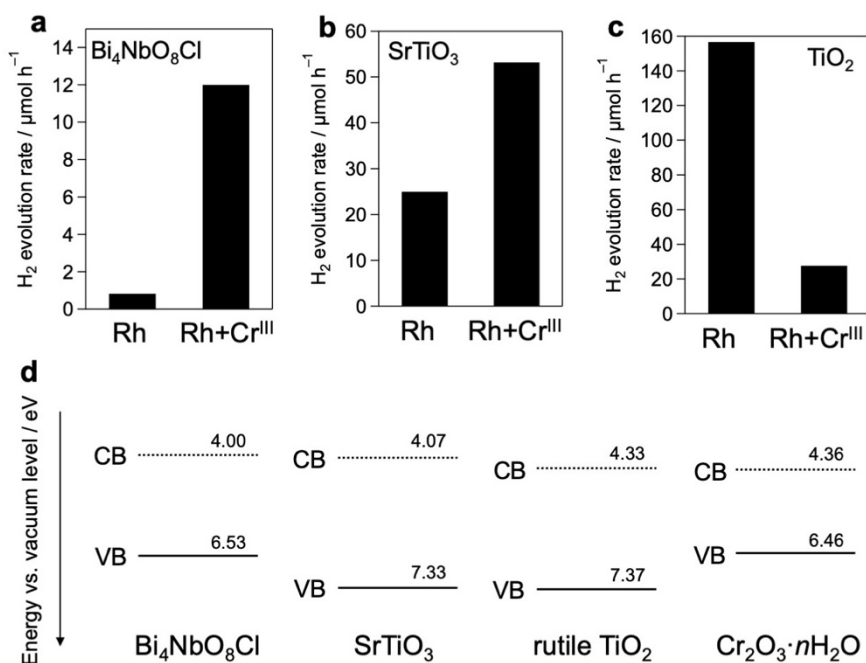 a
Bi₄NbO₈Cl
H₂ evolution rate / μmol h⁻¹
14
12
10
8
6
4
2
0
Rh
Rh+Crᴵᴵᴵ
b
SrTiO₃
H₂ evolution rate / μmol h⁻¹
60
50
40
30
20
10
0
Rh
Rh+Crᴵᴵᴵ
c
TiO₂
H₂ evolution rate / μmol h⁻¹
160
140
120
100
80
60
40
20
0
Rh
Rh+Crᴵᴵᴵ
d
Energy vs. vacuum level / eV
CB 4.00
VB 6.53
Bi₄NbO₈Cl
CB 4.07
VB 7.33
SrTiO₃
CB 4.33
VB 7.37
rutile TiO₂
CB 4.36
VB 6.46
Cr₂O₃·nH₂O